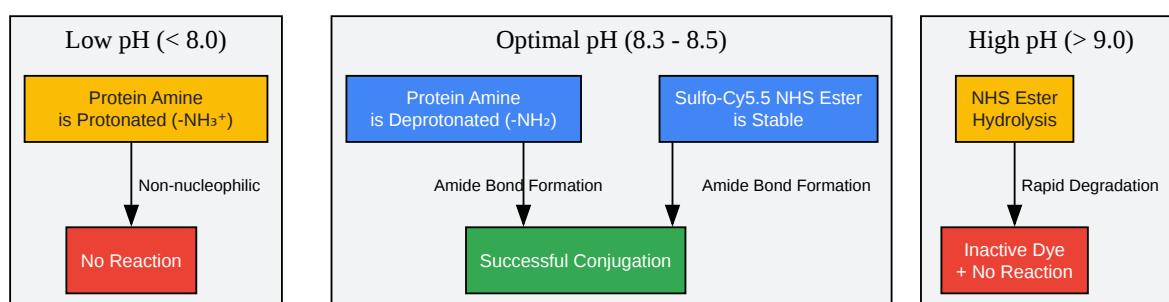 Low pH (< 8.0)
Protein Amine
is Protonated (-NH₃⁺)
Non-nucleophilic
No Reaction
Optimal pH (8.3 - 8.5)
Protein Amine
is Deprotonated (-NH₂)
Sulfo-Cy5.5 NHS Ester
is Stable
Amide Bond Formation
Amide Bond Formation
Successful Conjugation
High pH (> 9.0)
NHS Ester
Hydrolysis
Rapid Degradation
Inactive Dye
+ No Reaction